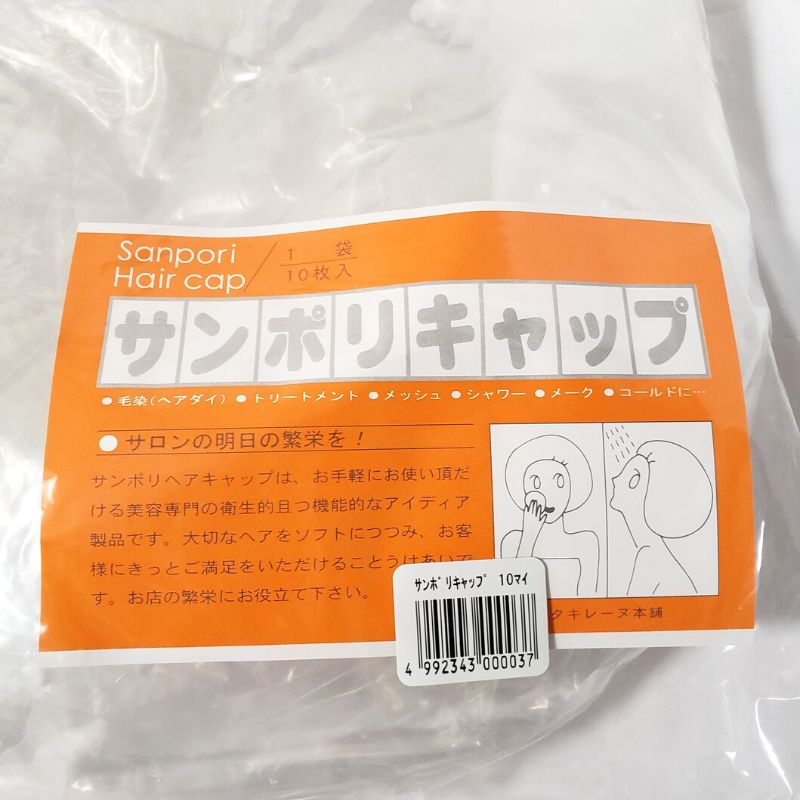 Sanpori
Hair cap
1 袋
10枚入
サンポリキャップ
●毛染(ヘアダイ) ●トリートメント ●メッシュ ●シャワー ●メーク ●コールドに…
●サロンの明日の繁栄を!
サンポリヘアキャップは、お手軽にお使い頂だ
ける美容専門の衛生的且つ機能的なアイディア
製品です。大切なヘアをソフトにつつみ、お客
様にきっとご満足をいただけることうけあいで
す。お店の繁栄にお役立て下さい。
タキレーヌ本舗
サンポリキャップ 10マイ
4 992343 000037